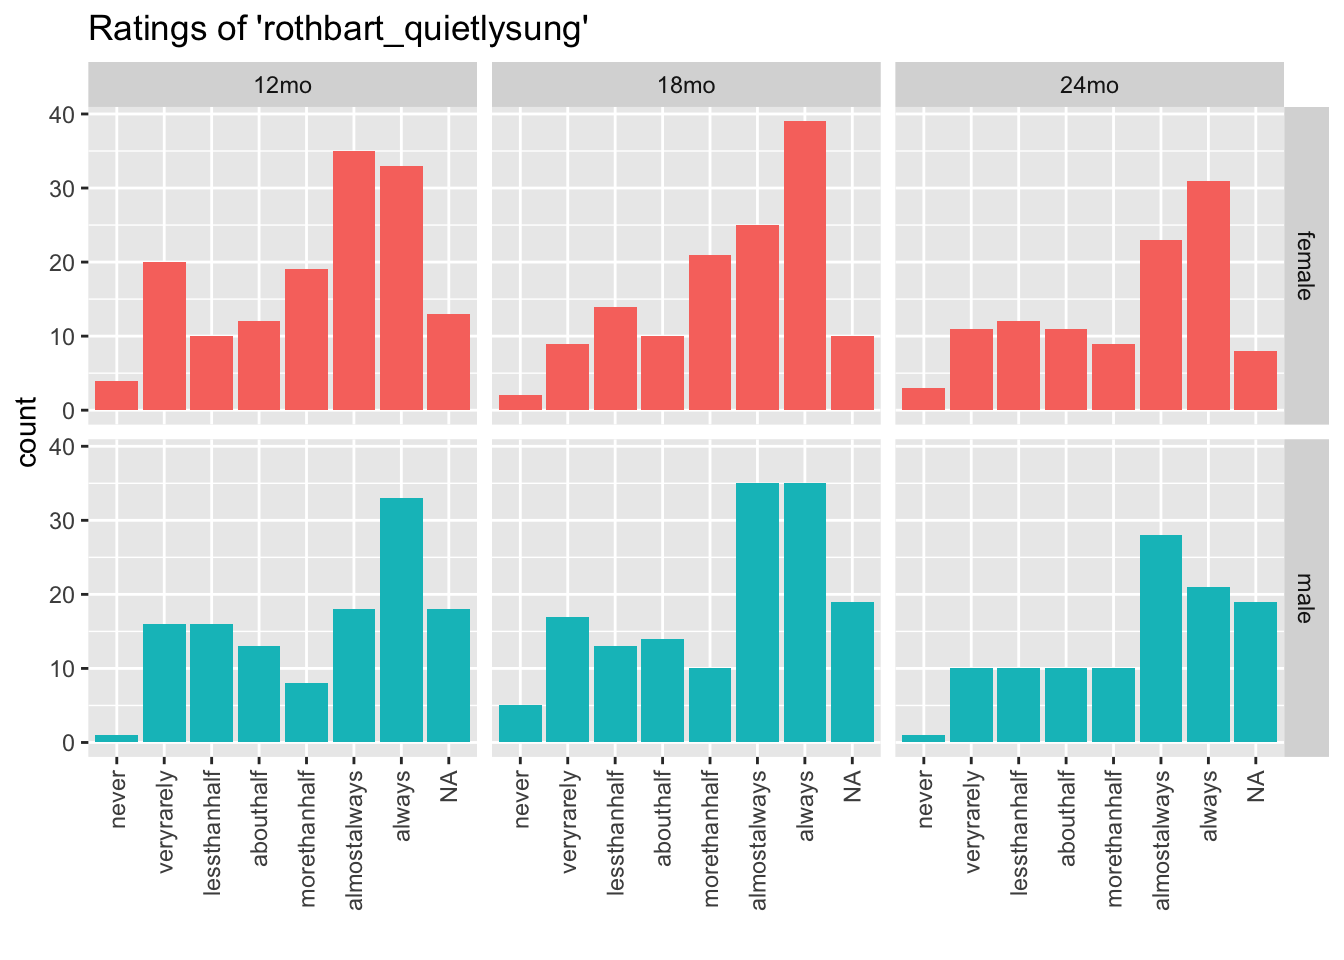 Ratings of 'rothbart_quietlysung'
12mo
18mo
24mo
40
30
20
10
0
female
count
40
30
20
10
0
male
never
veryrarely
lessthanhalf
abouthalf
morethanhalf
almostalways
always
NA
never
veryrarely
lessthanhalf
abouthalf
morethanhalf
almostalways
always
NA
never
veryrarely
lessthanhalf
abouthalf
morethanhalf
almostalways
always
NA